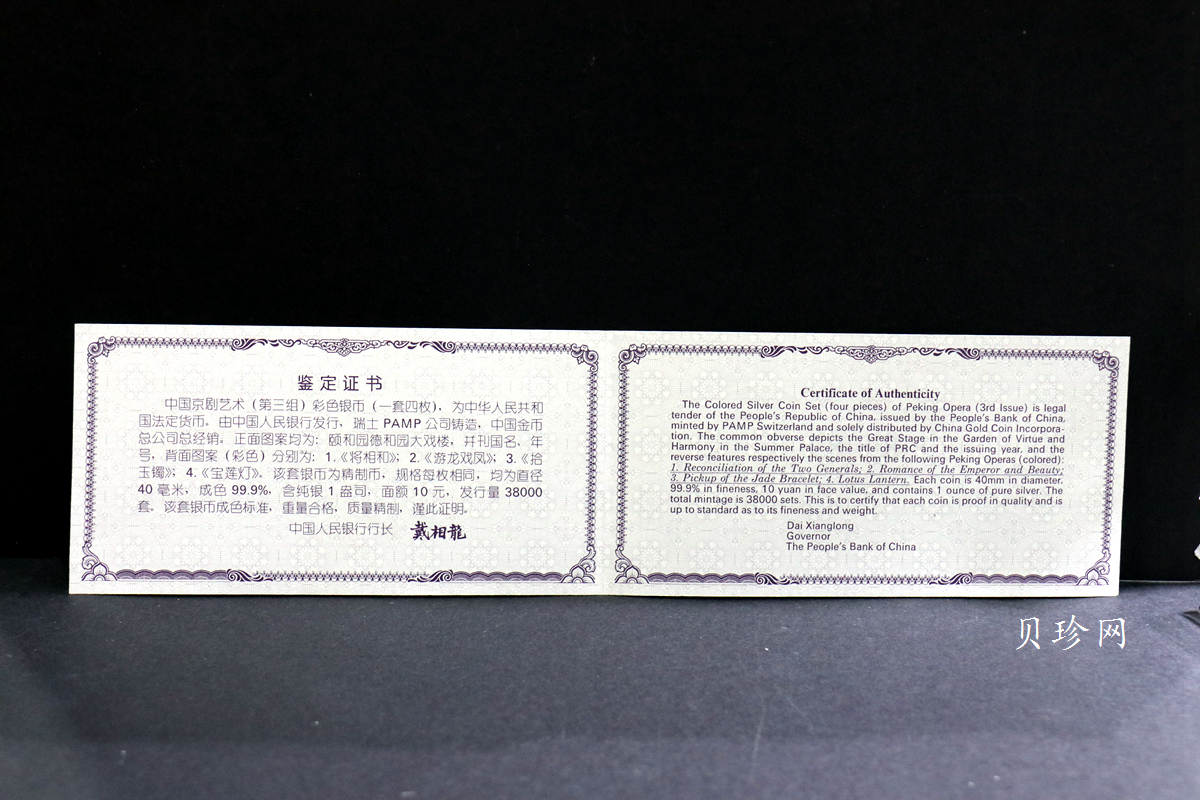 鉴定证书
中国京剧艺术（第三组）彩色银币（一套四枚），为中华人民共和
国法定货币。由中国人民银行发行，瑞士 PAMP 公司铸造，中国金币
总公司总经销。正面图案均为：颐和园德和园大戏楼，并刊国名、年
号，背面图案（彩色）分别为：1.《将相和》；2.《游龙戏凤》；3.《拾
玉镯》；4.《宝莲灯》。该套银币为精制币，规格每枚相同，均为直径
40 毫米，成色 99.9%，含纯银 1 盎司，面额 10 元，发行量 38000
套。该套银币成色标准，重量合格，质量精制，谨此证明。
中国人民银行行长 戴相龍
Certificate of Authenticity
The Colored Silver Coin Set (four pieces) of Peking Opera (3rd Issue) is legal
tender of the People's Republic of China, issued by the People's Bank of China,
minted by PAMP Switzerland and solely distributed by China Gold Coin Incorpora-
tion. The common obverse depicts the Great Stage in the Garden of Virtue and
Harmony in the Summer Palace, the title of PRC and the issuing year, and the
reverse features respectively the scenes from the following Peking Operas (colored):
1. Reconciliation of the Two Generals; 2. Romance of the Emperor and Beauty;
3. Pickup of the Jade Bracelet; 4. Lotus Lantern. Each coin is 40mm in diameter,
99.9% in fineness, 10 yuan in face value, and contains 1 ounce of pure silver. The
total mintage is 38000 sets. This is to certify that each coin is proof in quality and is
up to standard as to its fineness and weight.
Dai Xianglong
Governor
The People's Bank of China
贝珍网